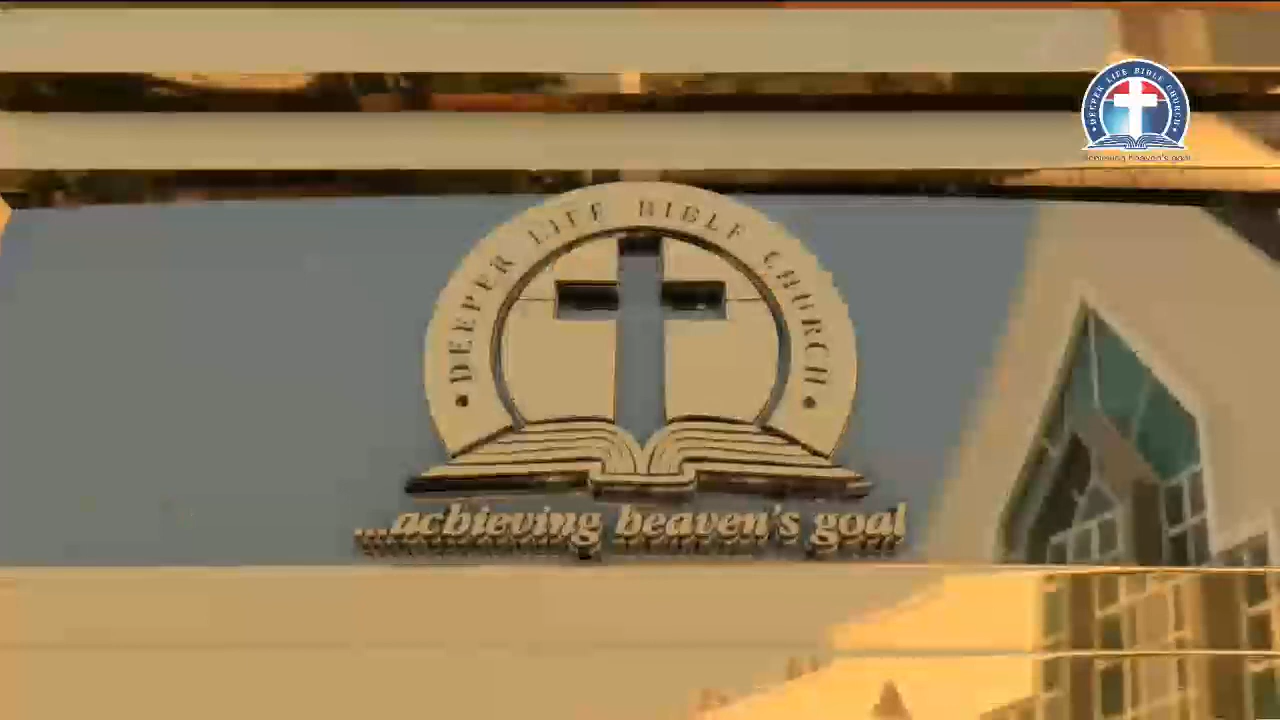 DEEPER LIFE BIBLE CHURCH
...achieving heaven's goal
DEEPER LIFE BIBLE CHURCH
achieving heaven's goal